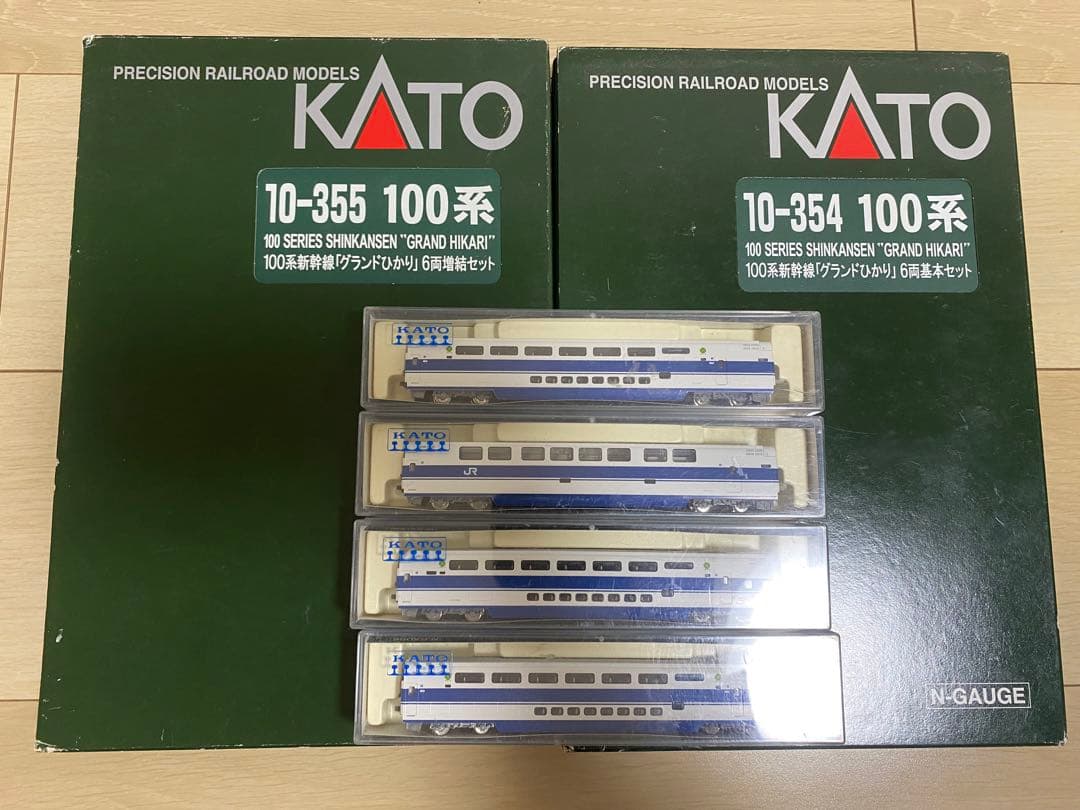 PRECISION RAILROAD MODELS
KATO
10-355 100系
100 SERIES SHINKANSEN "GRAND HIKARI"
100系新幹線「グランドひかり」6両増結セット
PRECISION RAILROAD MODELS
KATO
10-354 100系
100 SERIES SHINKANSEN "GRAND HIKARI"
100系新幹線「グランドひかり」6両基本セット
KATO
KATO
JR
KATO
KATO
N-GAUGE